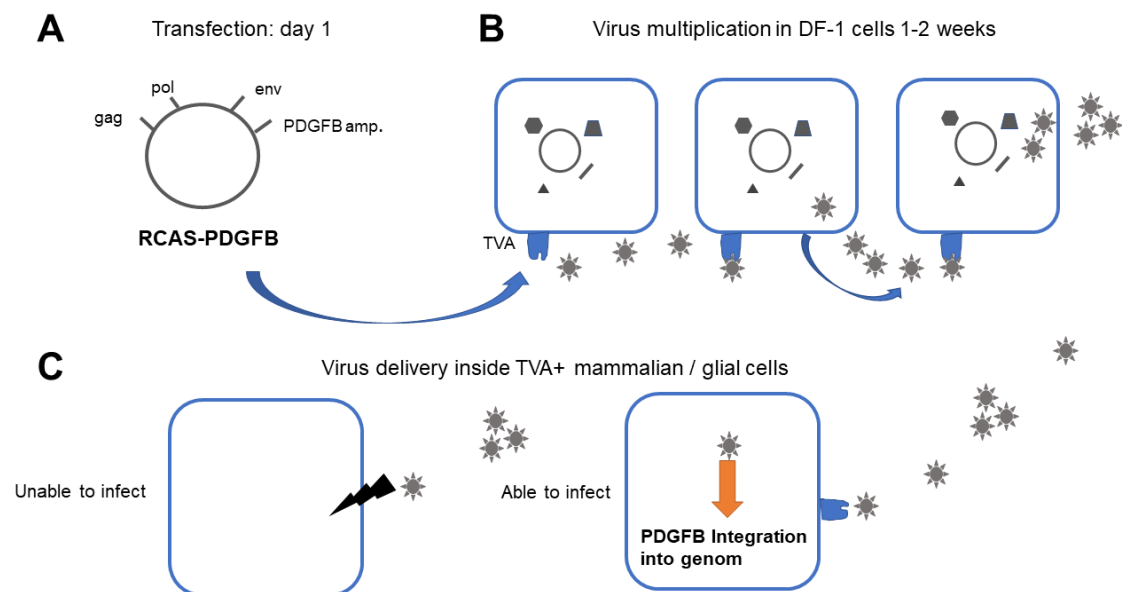 A
Transfection: day 1
pol
env
gag
PDGFB amp.
RCAS-PDGFB
B
Virus multiplication in DF-1 cells 1-2 weeks
TVA
C
Virus delivery inside TVA+ mammalian / glial cells
Unable to infect
Able to infect
PDGFB Integration
into genom